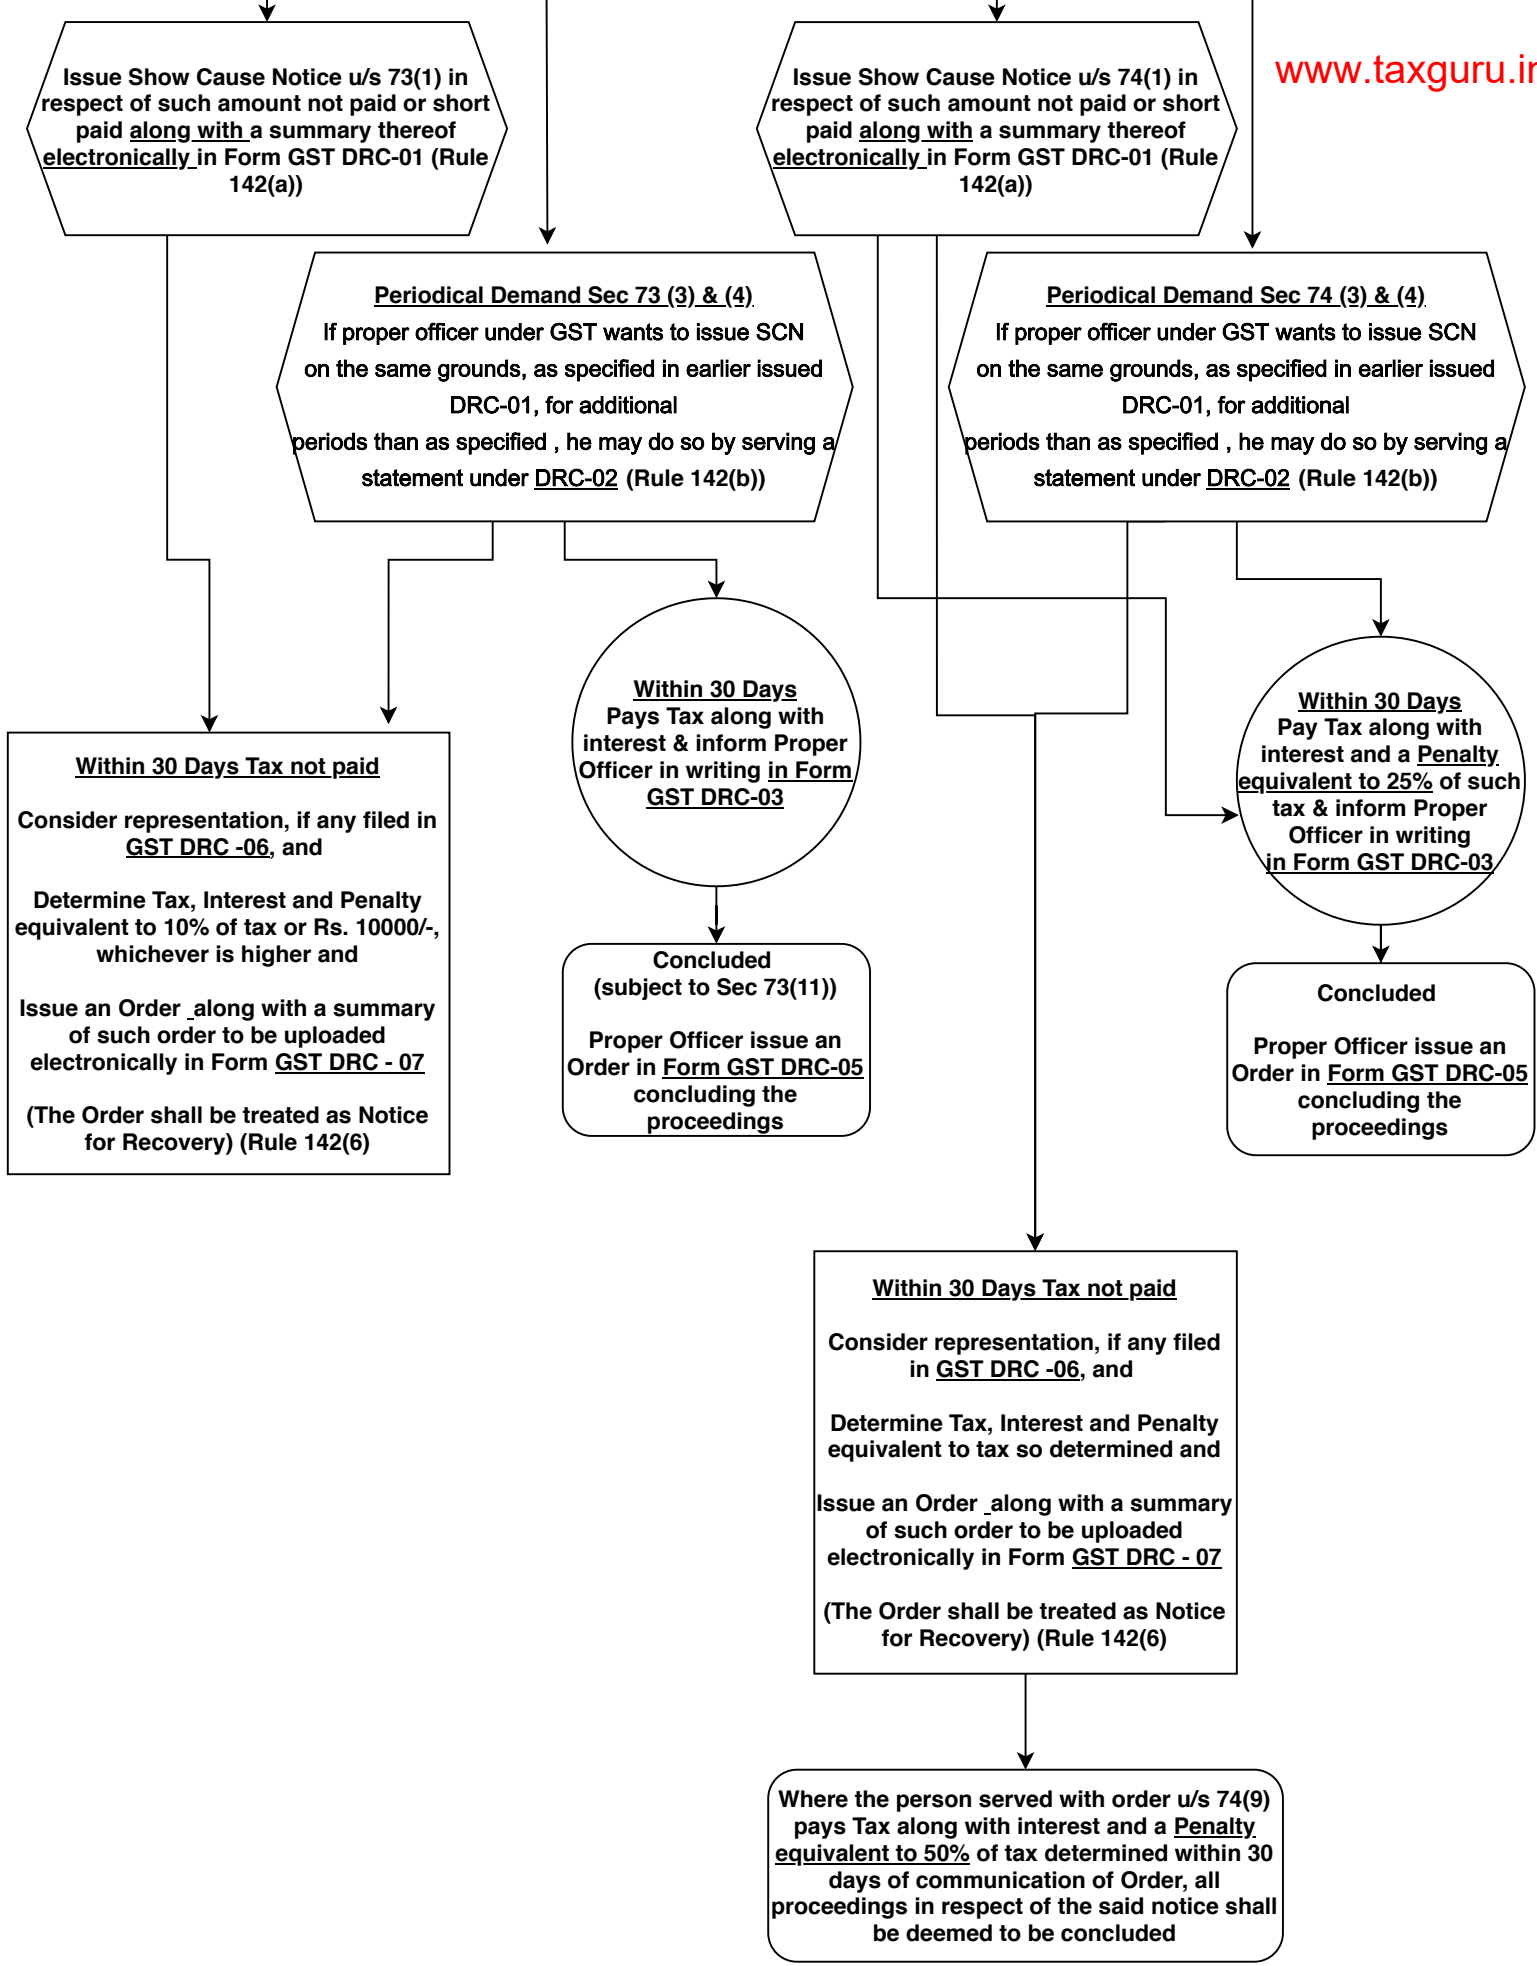 www.taxguru.in
Issue Show Cause Notice u/s 73(1) in
respect of such amount not paid or short
paid along with a summary thereof
electronically in Form GST DRC-01 (Rule
142(a))
Issue Show Cause Notice u/s 74(1) in
respect of such amount not paid or short
paid along with a summary thereof
electronically in Form GST DRC-01 (Rule
142(a))
Periodical Demand Sec 73 (3) & (4)
If proper officer under GST wants to issue SCN
on the same grounds, as specified in earlier issued
DRC-01, for additional
periods than as specified , he may do so by serving a
statement under DRC-02 (Rule 142(b))
Periodical Demand Sec 74 (3) & (4)
If proper officer under GST wants to issue SCN
on the same grounds, as specified in earlier issued
DRC-01, for additional
periods than as specified , he may do so by serving a
statement under DRC-02 (Rule 142(b))
Within 30 Days Tax not paid
Consider representation, if any filed in
GST DRC -06, and
Determine Tax, Interest and Penalty
equivalent to 10% of tax or Rs. 10000/-,
whichever is higher and
Issue an Order along with a summary
of such order to be uploaded
electronically in Form GST DRC - 07
(The Order shall be treated as Notice
for Recovery) (Rule 142(6)
Within 30 Days
Pays Tax along with
interest & inform Proper
Officer in writing in Form
GST DRC-03
Concluded
(subject to Sec 73(11))
Proper Officer issue an
Order in Form GST DRC-05
concluding the
proceedings
Within 30 Days
Pay Tax along with
interest and a Penalty
equivalent to 25% of such
tax & inform Proper
Officer in writing
in Form GST DRC-03
Concluded
Proper Officer issue an
Order in Form GST DRC-05
concluding the
proceedings
Within 30 Days Tax not paid
Consider representation, if any filed
in GST DRC -06, and
Determine Tax, Interest and Penalty
equivalent to tax so determined and
Issue an Order along with a summary
of such order to be uploaded
electronically in Form GST DRC - 07
(The Order shall be treated as Notice
for Recovery) (Rule 142(6)
Where the person served with order u/s 74(9)
pays Tax along with interest and a Penalty
equivalent to 50% of tax determined within 30
days of communication of Order, all
proceedings in respect of the said notice shall
be deemed to be concluded